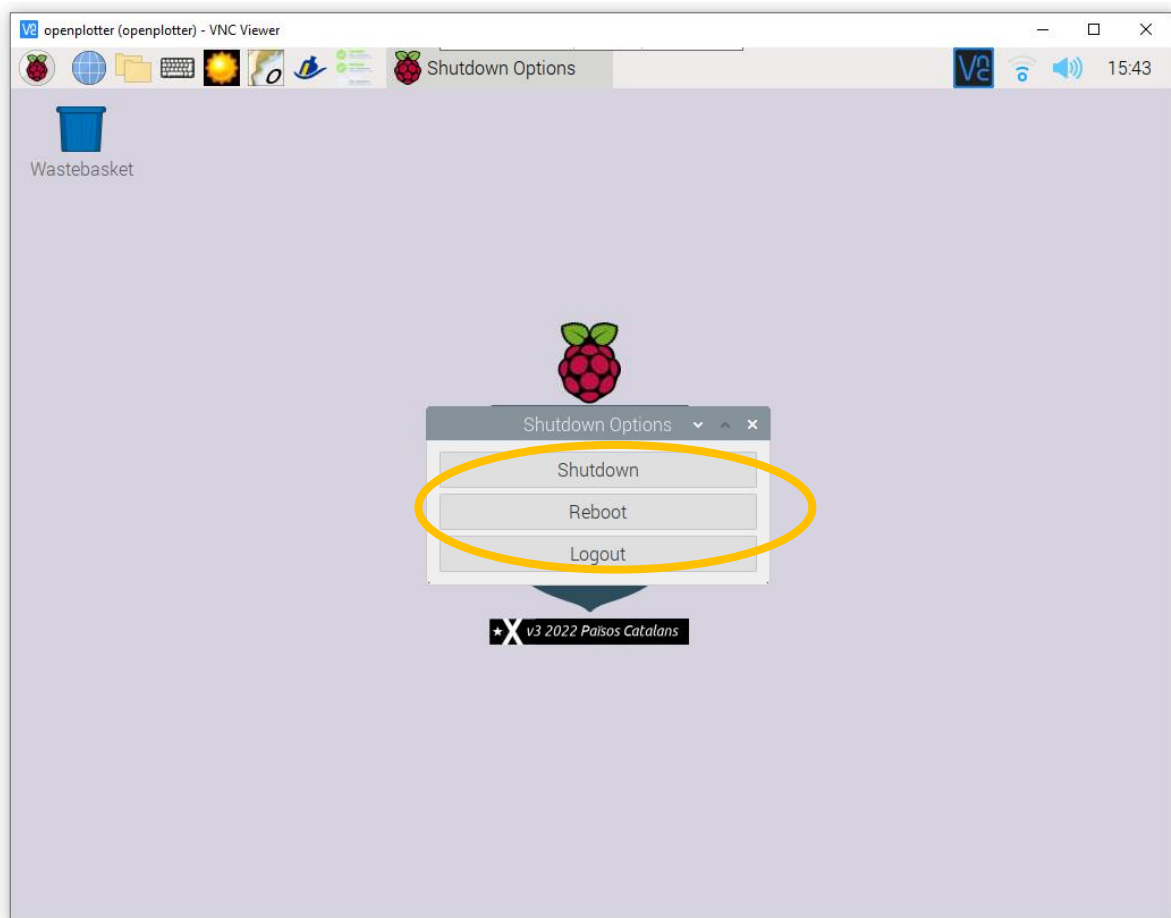 openplotter (openplotter) - VNC Viewer
Shutdown Options
15:43
Wastebasket
Shutdown Options
Shutdown
Reboot
Logout
v3 2022 Països Catalans